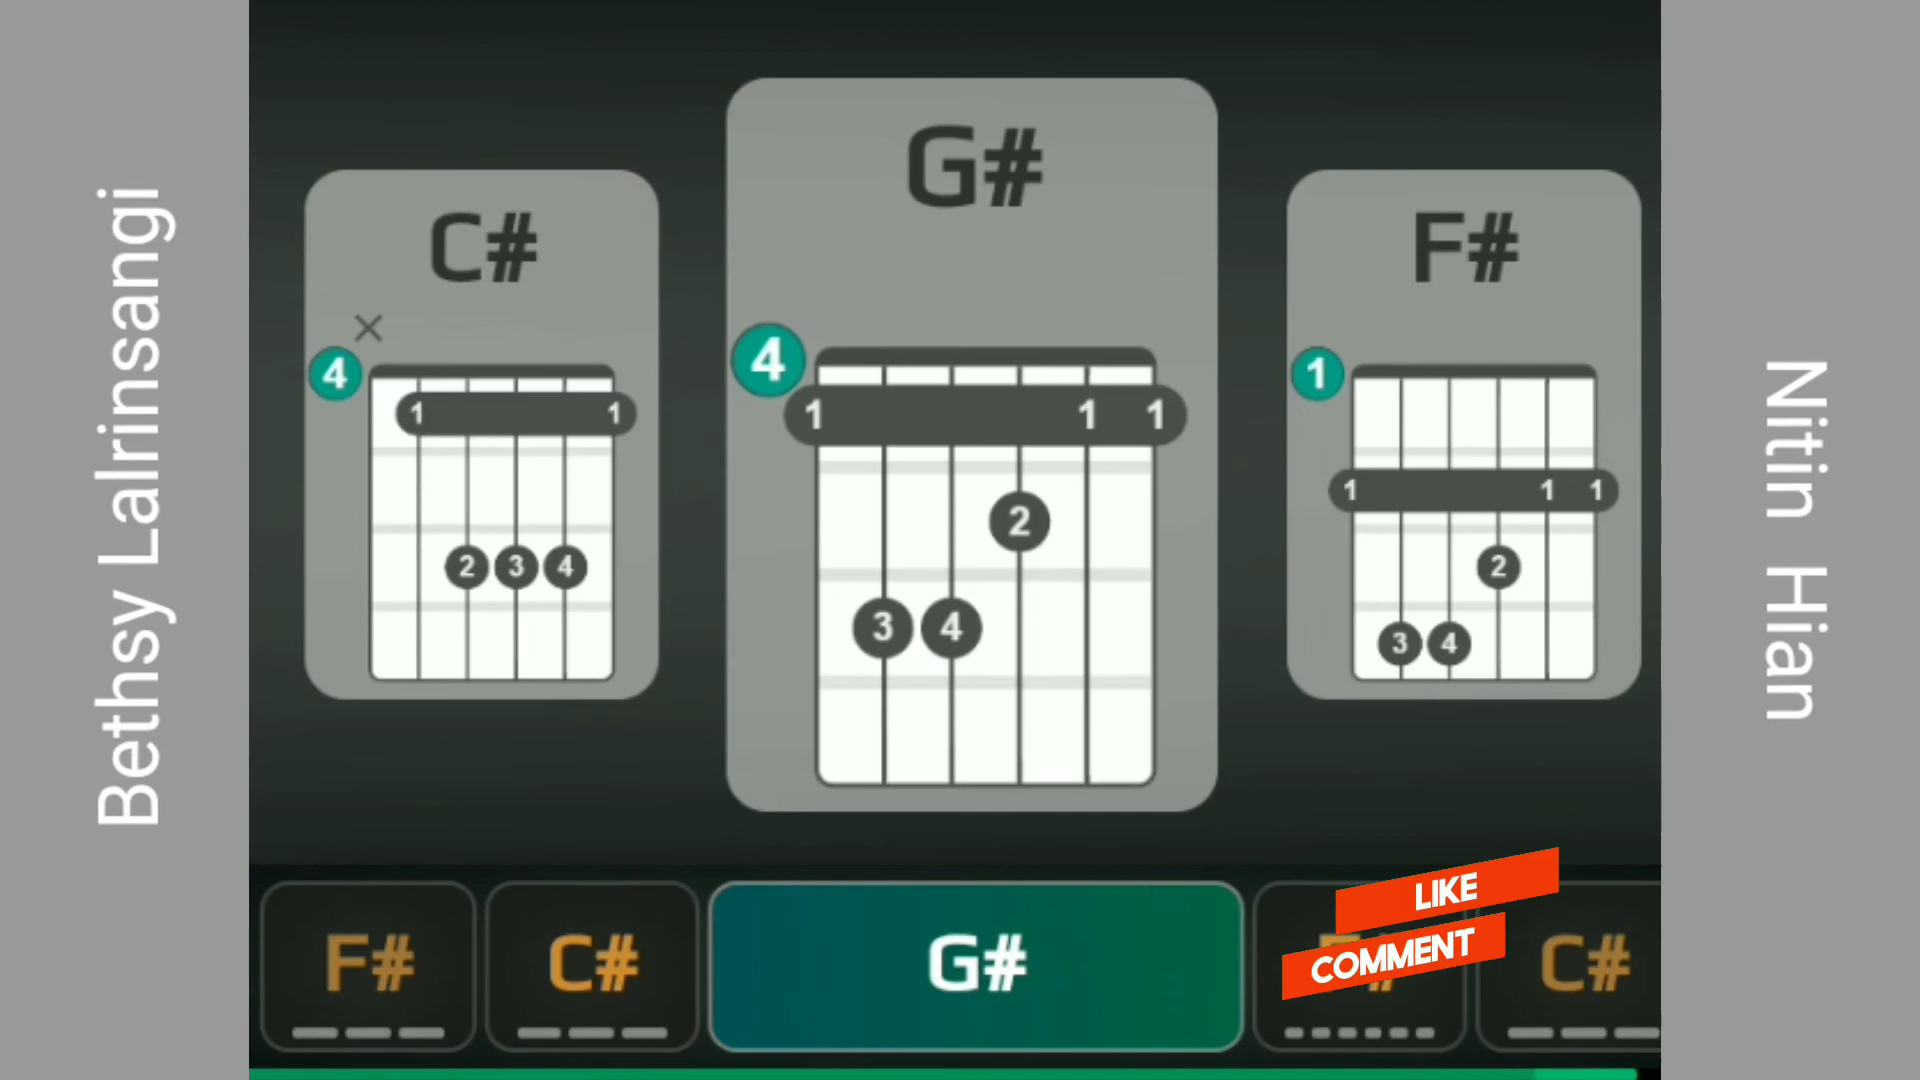 Bethsy Lalrinsangi
C#
×
4
1 1
2 3 4
G#
4
1 1 1
2
3 4
F#
1
1 1 1
2
3 4
Nitin Hian
F#
C#
G#
F#
C#
LIKE
COMMENT